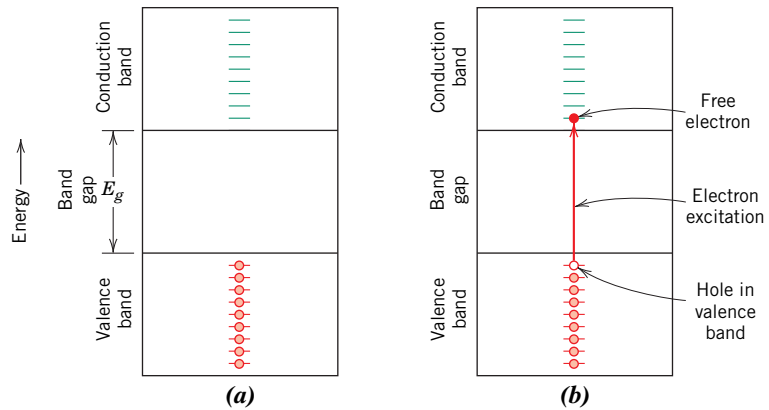 Energy
Conduction
band
Band
gap
E_g
Valence
band
(a)
Conduction
band
Band
gap
Valence
band
Free
electron
Electron
excitation
Hole in
valence
band
(b)